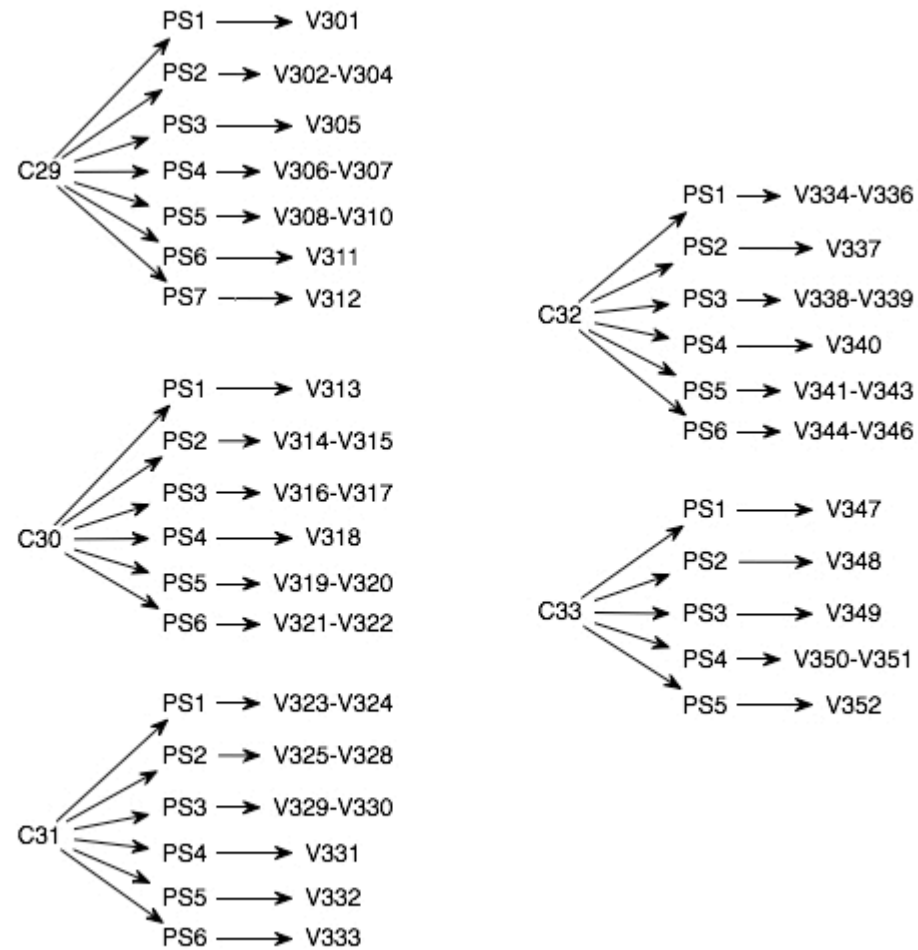 PS1 V301
PS2 V302-V304
PS3 V305
C29 PS4 V306-V307
PS5 V308-V310
PS6 V311
PS7 V312
PS1 V313
PS2 V314-V315
PS3 V316-V317
C30 PS4 V318
PS5 V319-V320
PS6 V321-V322
PS1 V323-V324
PS2 V325-V328
PS3 V329-V330
C31
PS4 V331
PS5 V332
PS6 V333
PS1 V334-V336
PS2 V337
PS3 V338-V339
C32
PS4 V340
PS5 V341-V343
PS6 V344-V346
PS1 V347
PS2 V348
C33 PS3 V349
PS4 V350-V351
PS5 V352